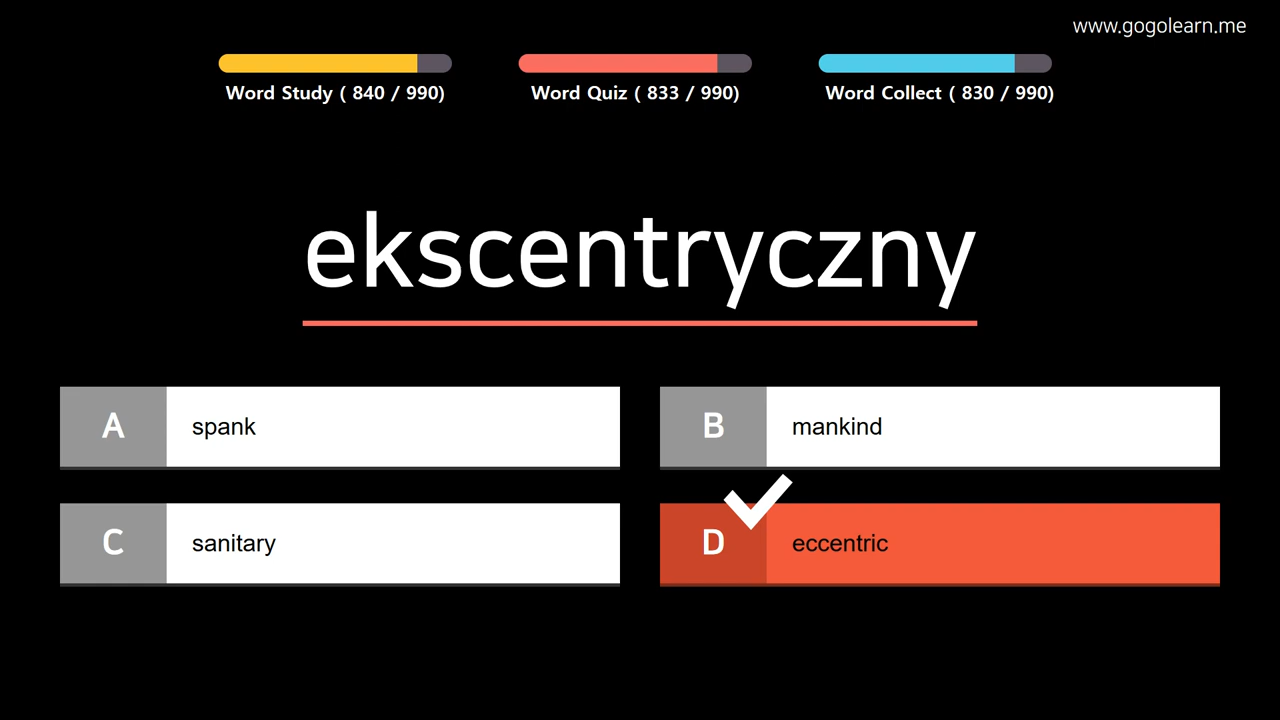 www.gogolearn.me
Word Study ( 840 / 990)
Word Quiz ( 833 / 990)
Word Collect ( 830 / 990)
ekscentryczny
A spank
B mankind
C sanitary
D eccentric